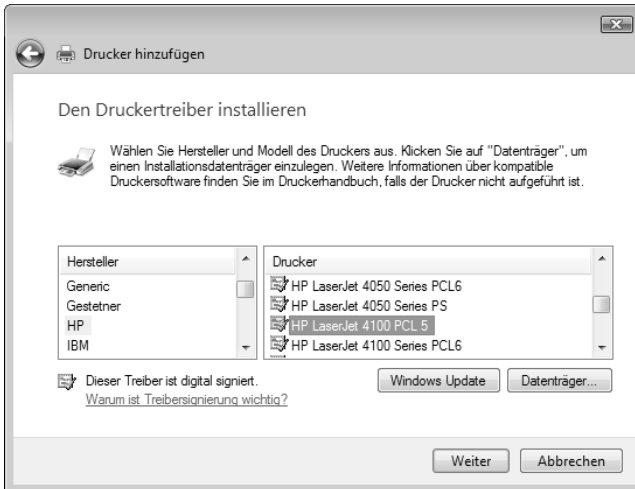 Drucker hinzufügen
Den Druckertreiber installieren
Wählen Sie Hersteller und Modell des Druckers aus. Klicken Sie auf "Datenträger", um
einen Installationsdatenträger einzulegen. Weitere Informationen über kompatible
Druckersoftware finden Sie im Druckerhandbuch, falls der Drucker nicht aufgeführt ist.
Hersteller
Generic
Gestetner
HP
IBM
Drucker
HP LaserJet 4050 Series PCL6
HP LaserJet 4050 Series PS
HP LaserJet 4100 PCL 5
HP LaserJet 4100 Series PCL6
Dieser Treiber ist digital signiert.
Warum ist Treibersignierung wichtig?
Windows Update
Datenträger...
Weiter
Abbrechen